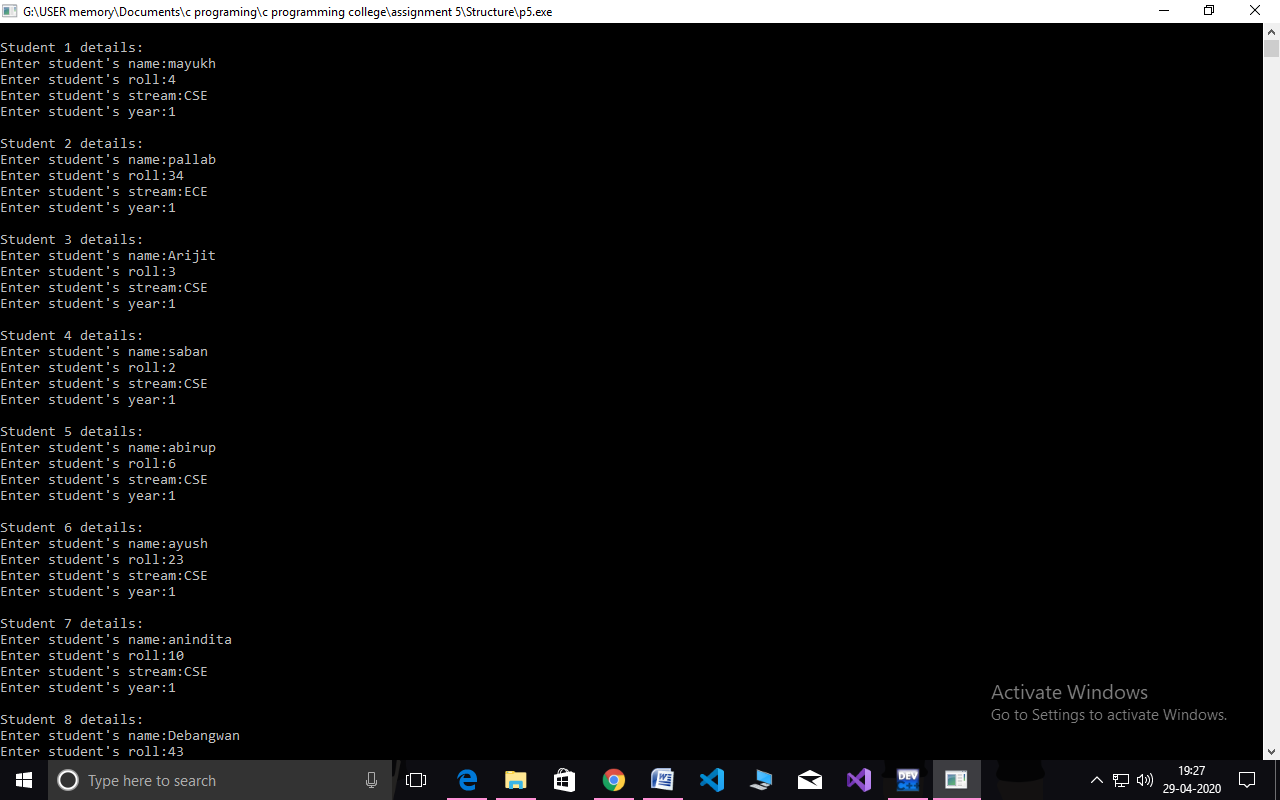 G:\USER memory\Documents\c programing\c programming college\assignment 5\Structure\p5.exe
Student 1 details:
Enter student's name:mayukh
Enter student's roll:4
Enter student's stream:CSE
Enter student's year:1
Student 2 details:
Enter student's name:pallab
Enter student's roll:34
Enter student's stream:ECE
Enter student's year:1
Student 3 details:
Enter student's name:Arijit
Enter student's roll:3
Enter student's stream:CSE
Enter student's year:1
Student 4 details:
Enter student's name:saban
Enter student's roll:2
Enter student's stream:CSE
Enter student's year:1
Student 5 details:
Enter student's name:abirup
Enter student's roll:6
Enter student's stream:CSE
Enter student's year:1
Student 6 details:
Enter student's name:ayush
Enter student's roll:23
Enter student's stream:CSE
Enter student's year:1
Student 7 details:
Enter student's name:anindita
Enter student's roll:10
Enter student's stream:CSE
Enter student's year:1
Student 8 details:
Enter student's name:Debangwan
Enter student's roll:43
Activate Windows
Go to Settings to activate Windows.
Type here to search
DEV
C++
19:27
29-04-2020